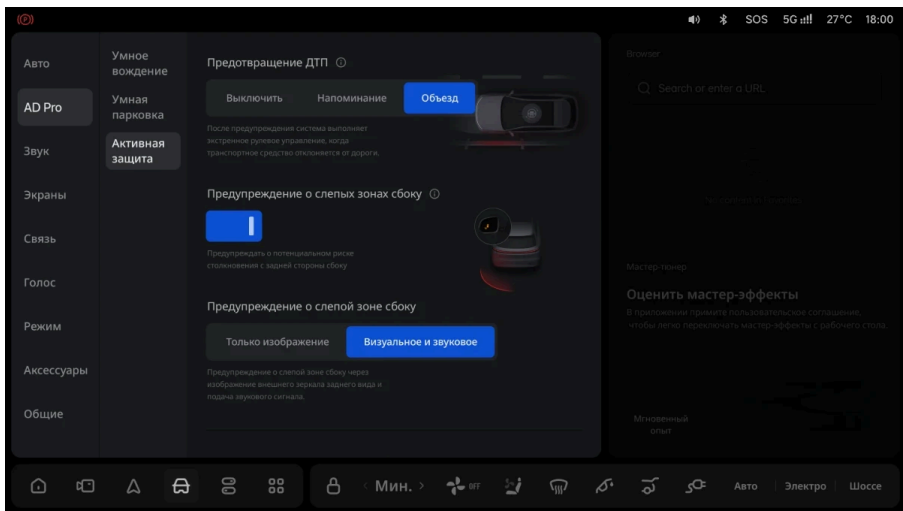 SOS 5G 27°C 18:00
Авто
AD Pro
Звук
Экраны
Связь
Голос
Режим
Аксессуары
Общие
Умное
вождение
Умная
парковка
Активная
защита
Предотвращение ДТП
Выключить Напоминание Объезд
После предупреждения система выполняет
экстренное рулевое управление, когда
транспортное средство отклоняется от дороги.
Предупреждение о слепых зонах сбоку
Предупреждать о потенциальном риске
столкновения с задней стороны сбоку
Предупреждение о слепой зоне сбоку
Только изображение Визуальное и звуковое
Предупреждение о слепой зоне сбоку через
изображение внешнего зеркала заднего вида и
подача звукового сигнала.
Browser
Search or enter a URL
Мастер-тюнер
Оценить мастер-эффекты
В приложении примите пользовательское соглашение,
чтобы легко переключать мастер-эффекты с рабочего стола.
Мгновенный
опыт
< Мин. > OFF Авто Электро Шоссе